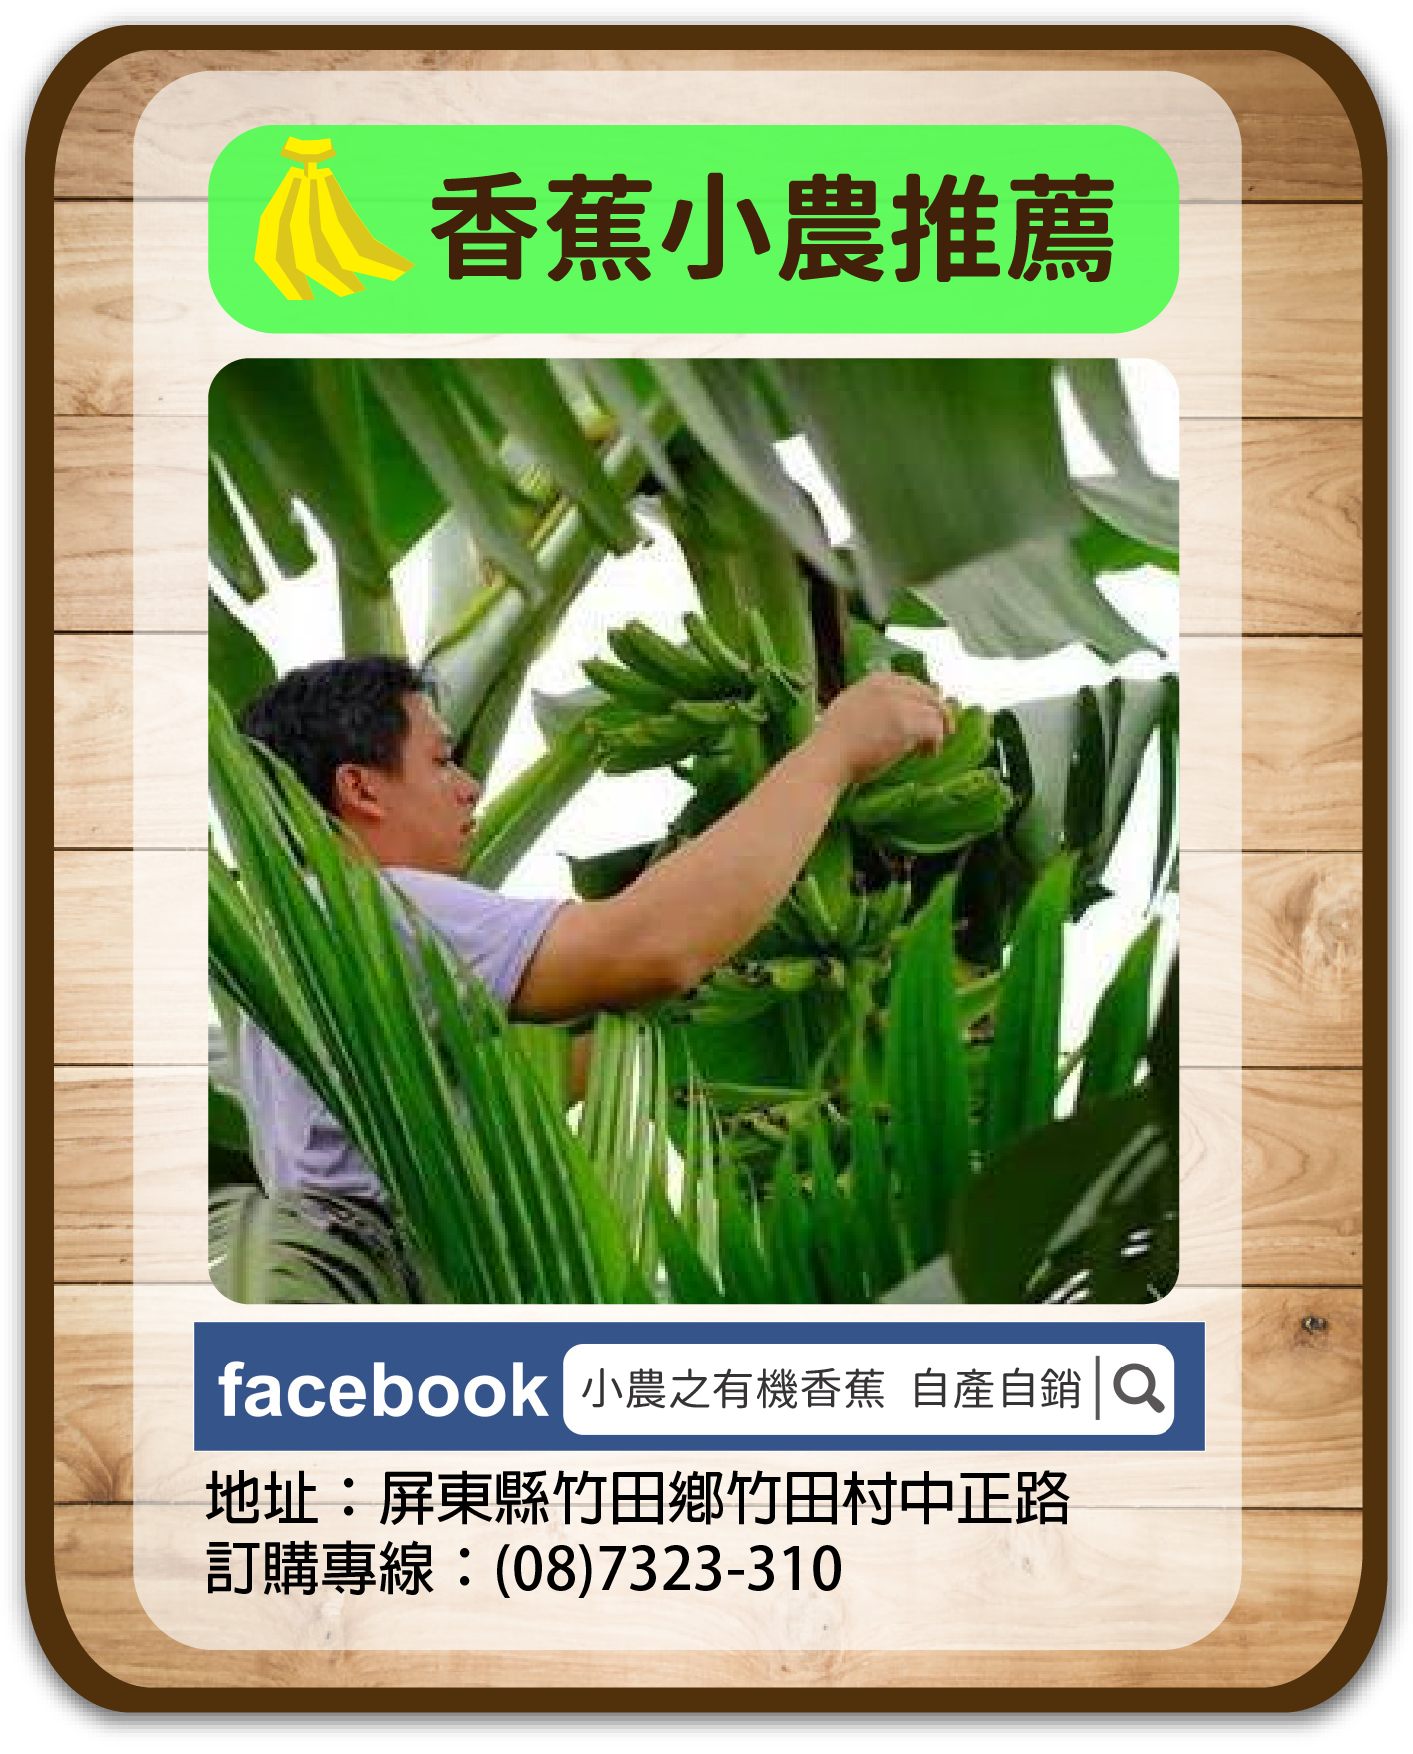 香蕉小農推薦
facebook 小農之有機香蕉 自產自銷
地址：屏東縣竹田鄉竹田村中正路
訂購專線：(08)7323-310